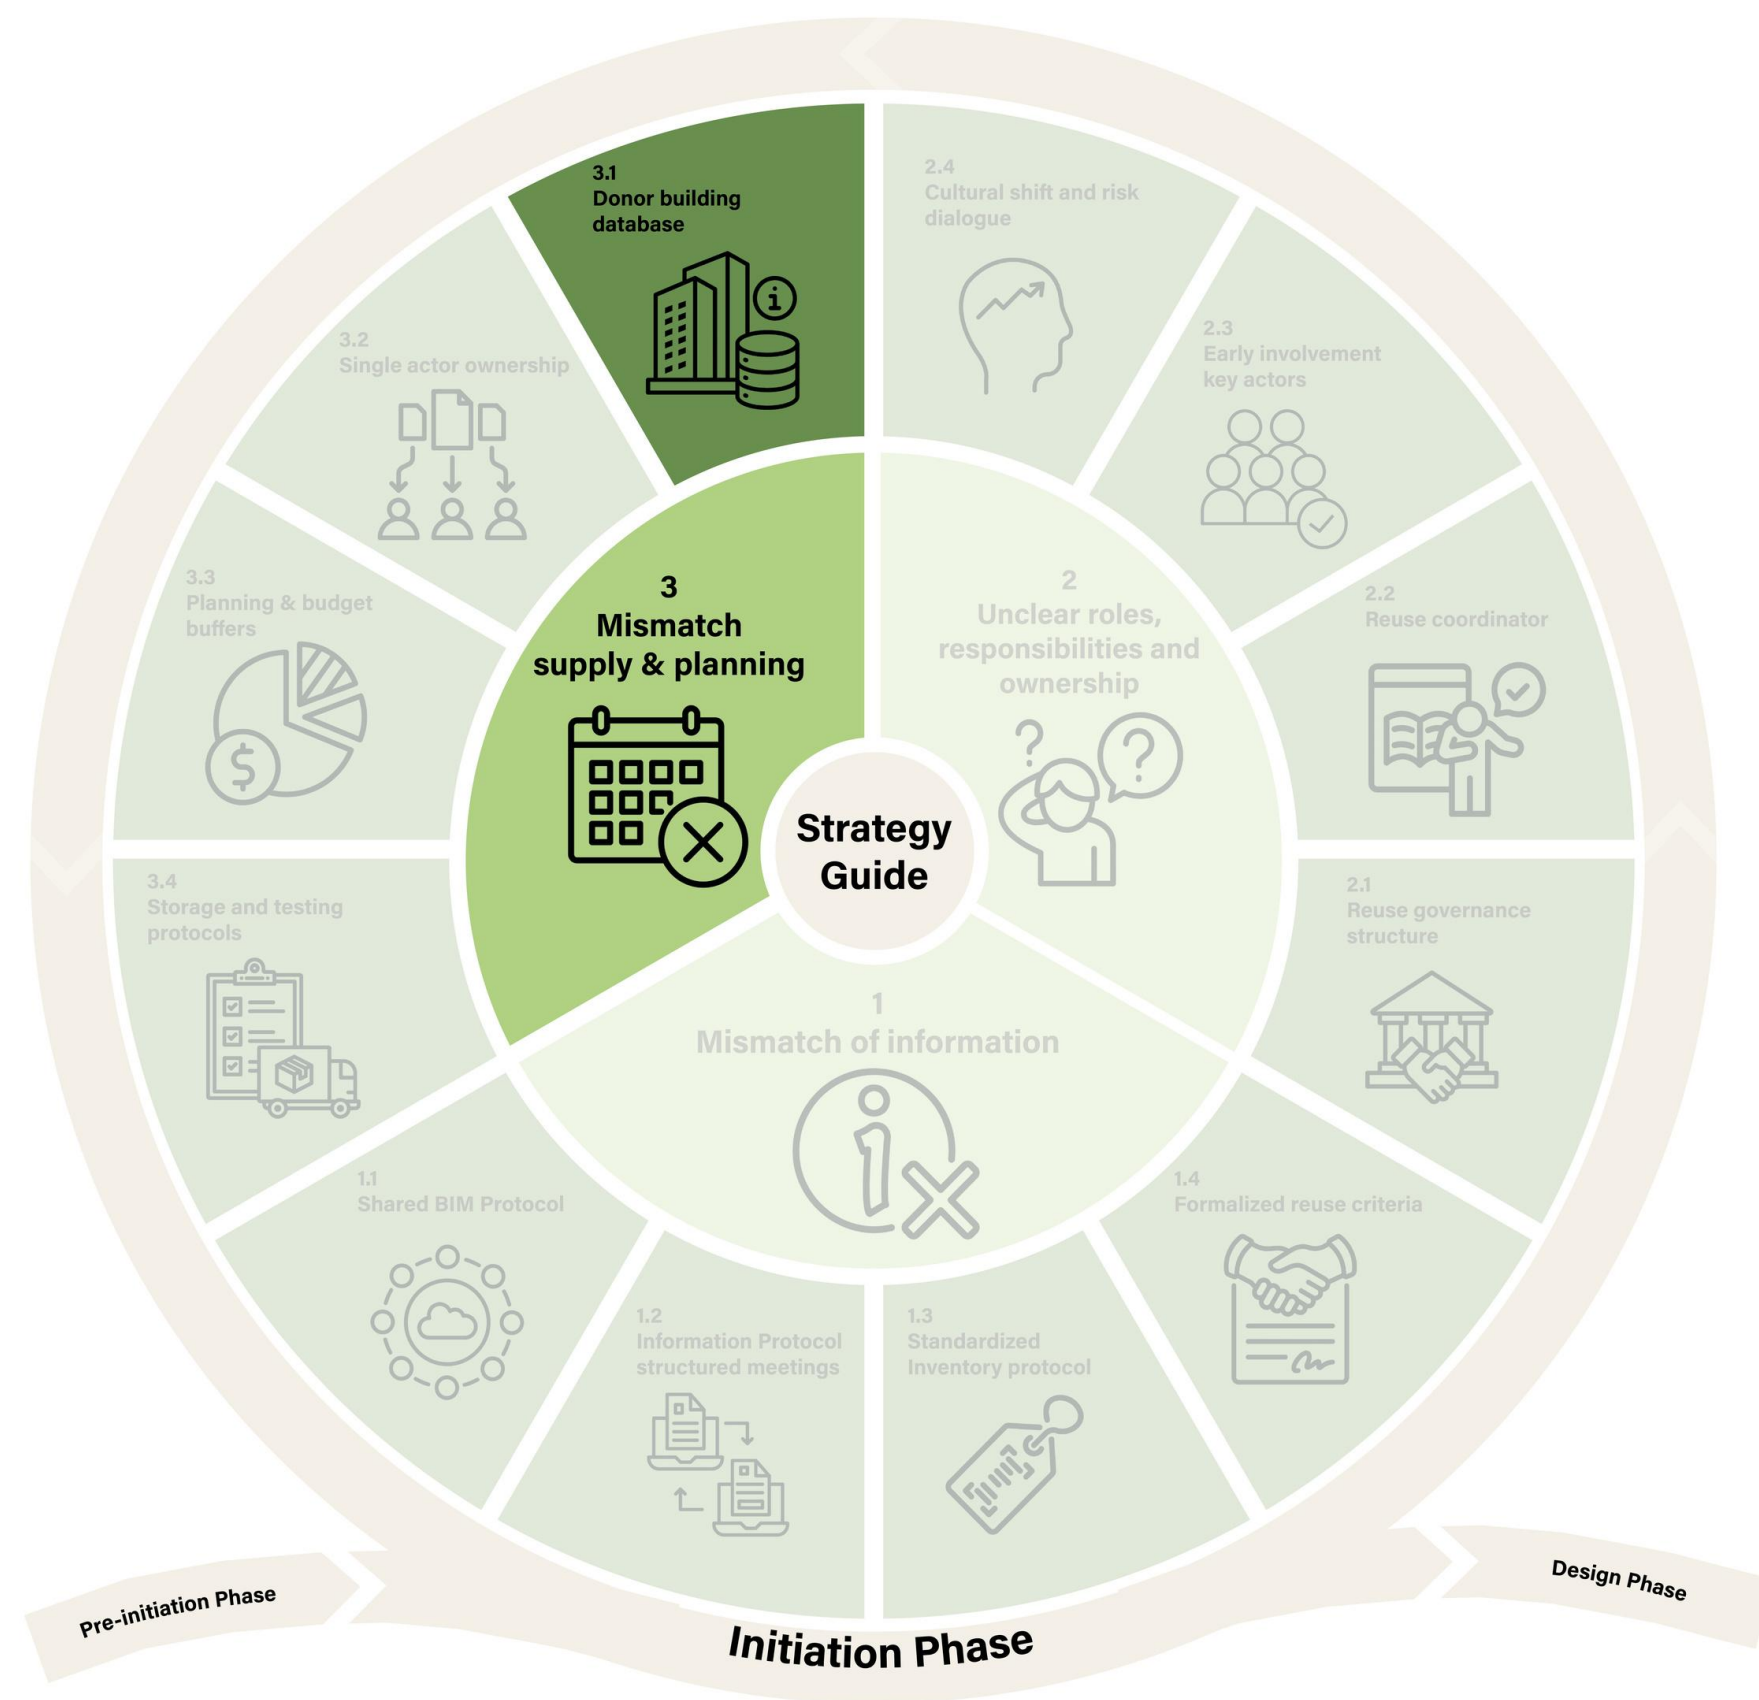 3.1
Donor building
database
2.4
Cultural shift and risk
dialogue
3.2
Single actor ownership
2.3
Early involvement
key actors
3.3
Planning & budget
buffers
$
2.2
Reuse coordinator
3
Mismatch
supply & planning
2
Unclear roles,
responsibilities and
ownership
? ?
Strategy
Guide
3.4
Storage and testing
protocols
2.1
Reuse governance
structure
1
Mismatch of information
1.1
Shared BIM Protocol
1.4
Formalized reuse criteria
1.2
Information Protocol
structured meetings
1.3
Standardized
Inventory protocol
Pre-initiation Phase
Initiation Phase
Design Phase